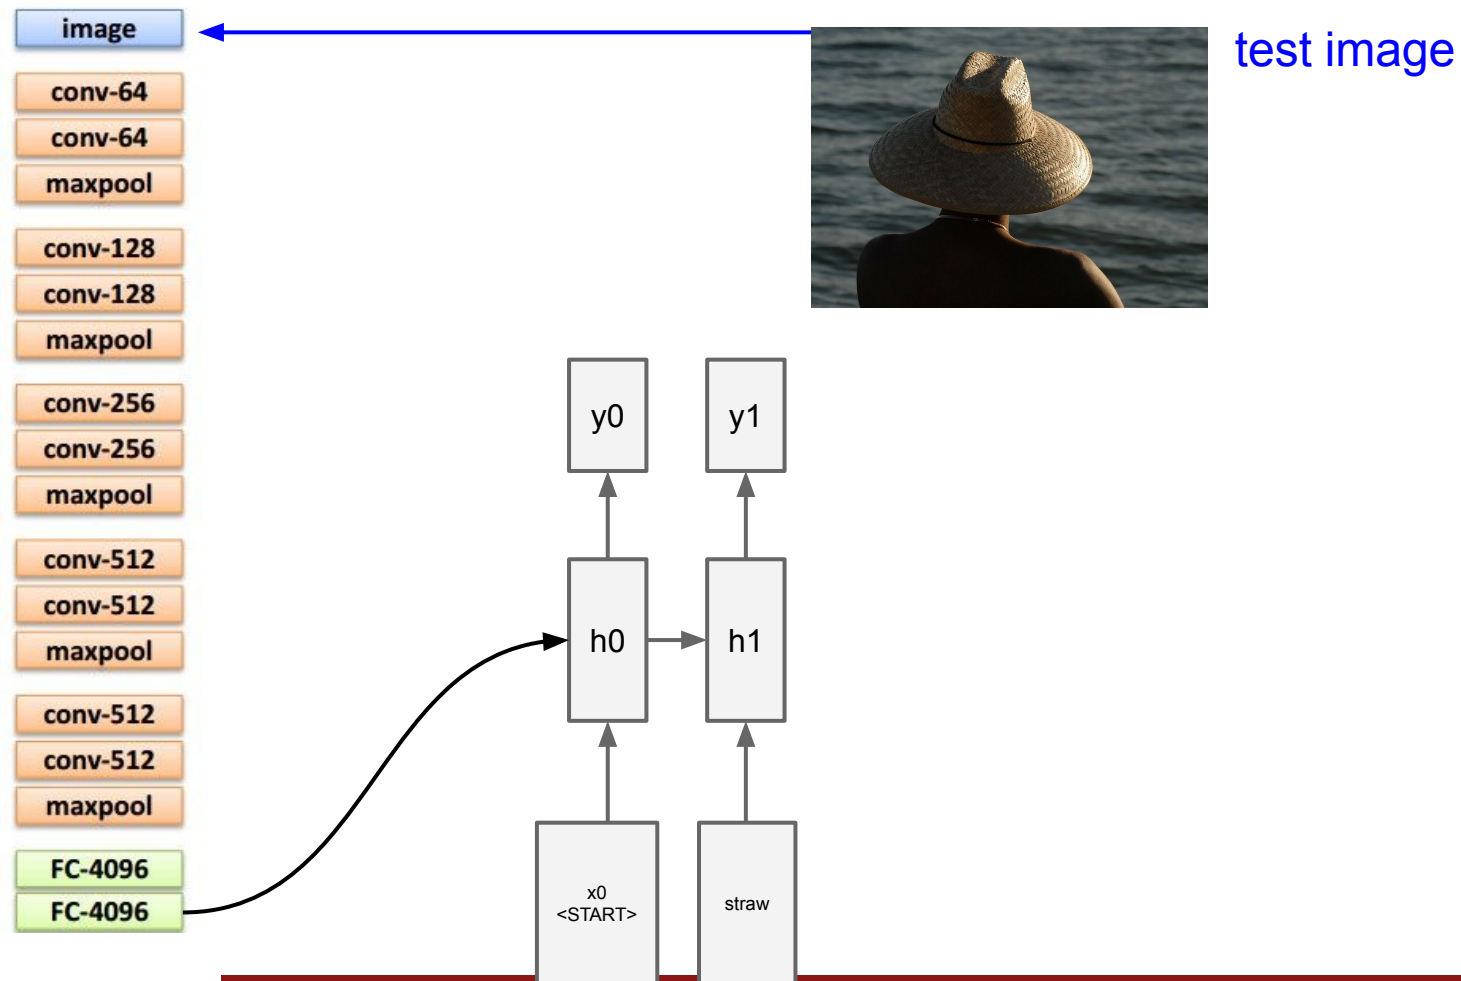 image
test image
conv-64
conv-64
maxpool
conv-128
conv-128
maxpool
conv-256
conv-256
maxpool
conv-512
conv-512
maxpool
conv-512
conv-512
maxpool
FC-4096
FC-4096
y0
y1
h0
h1
x0
<START>
straw